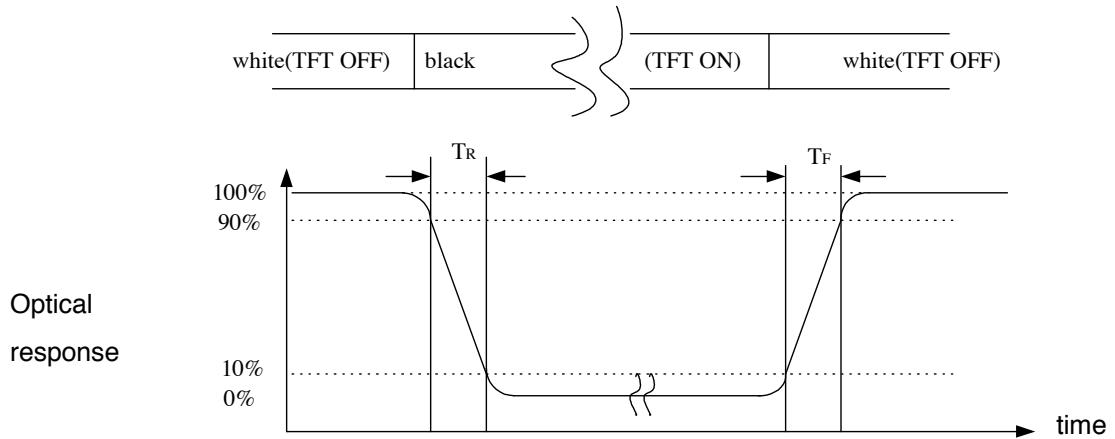 white(TFT OFF) black (TFT ON) white(TFT OFF)
TR TF
100%
90%
Optical
response
10%
0%
time